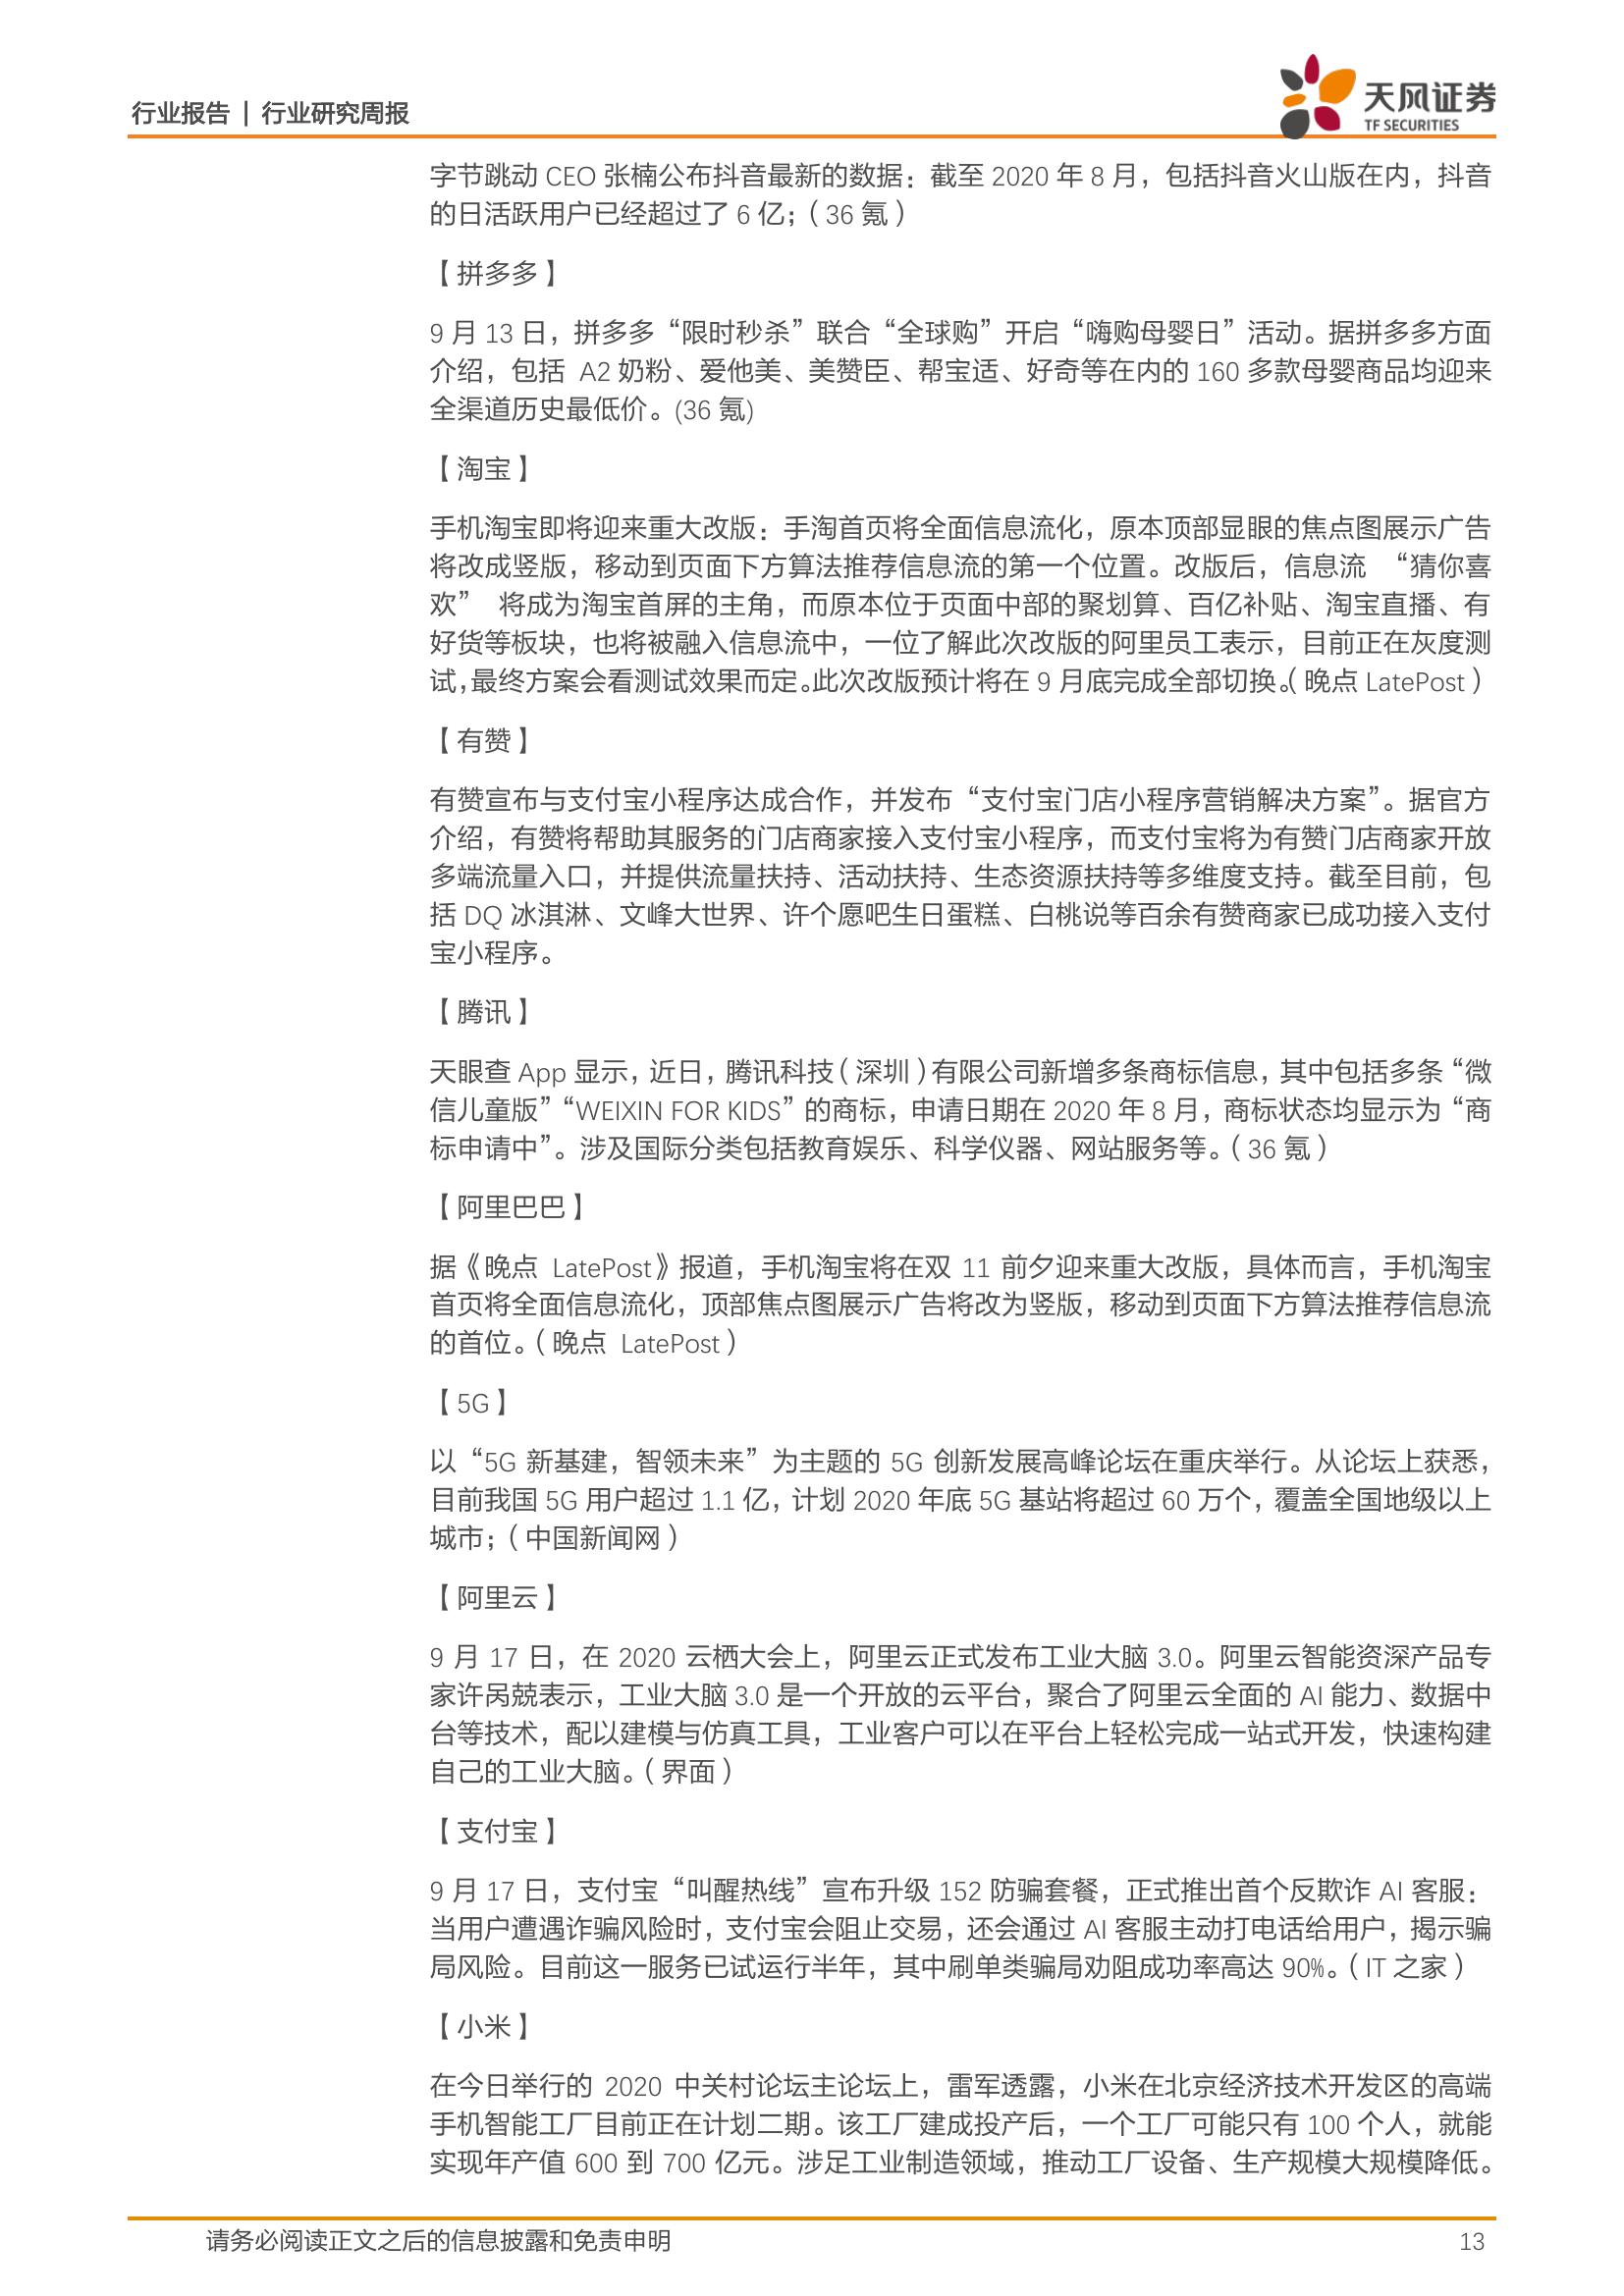 行业报告 | 行业研究周报
天风证券
TF SECURITIES
字节跳动 CEO 张楠公布抖音最新的数据：截至 2020 年 8 月，包括抖音火山版在内，抖音
的日活跃用户已经超过了 6 亿；（36 氪）
【拼多多】
9 月 13 日，拼多多“限时秒杀”联合“全球购”开启“嗨购母婴日”活动。据拼多多方面
介绍，包括 A2 奶粉、爱他美、美赞臣、帮宝适、好奇等在内的 160 多款母婴商品均迎来
全渠道历史最低价。(36 氪)
【淘宝】
手机淘宝即将迎来重大改版：手淘首页将全面信息流化，原本顶部显眼的焦点图展示广告
将改成竖版，移动到页面下方算法推荐信息流的第一个位置。改版后，信息流 “猜你喜
欢” 将成为淘宝首屏的主角，而原本位于页面中部的聚划算、百亿补贴、淘宝直播、有
好货等板块，也将被融入信息流中，一位了解此次改版的阿里员工表示，目前正在灰度测
试，最终方案会看测试效果而定。此次改版预计将在 9 月底完成全部切换。（晚点 LatePost）
【有赞】
有赞宣布与支付宝小程序达成合作，并发布“支付宝门店小程序营销解决方案”。据官方
介绍，有赞将帮助其服务的门店商家接入支付宝小程序，而支付宝将为有赞门店商家开放
多端流量入口，并提供流量扶持、活动扶持、生态资源扶持等多维度支持。截至目前，包
括 DQ 冰淇淋、文峰大世界、许个愿吧生日蛋糕、白桃说等百余有赞商家已成功接入支付
宝小程序。
【腾讯】
天眼查 App 显示，近日，腾讯科技（深圳）有限公司新增多条商标信息，其中包括多条“微
信儿童版”“WEIXIN FOR KIDS”的商标，申请日期在 2020 年 8 月，商标状态均显示为“商
标申请中”。涉及国际分类包括教育娱乐、科学仪器、网站服务等。（36 氪）
【阿里巴巴】
据《晚点 LatePost》报道，手机淘宝将在双 11 前夕迎来重大改版，具体而言，手机淘宝
首页将全面信息流化，顶部焦点图展示广告将改为竖版，移动到页面下方算法推荐信息流
的首位。（晚点 LatePost）
【5G】
以“5G 新基建，智领未来”为主题的 5G 创新发展高峰论坛在重庆举行。从论坛上获悉，
目前我国 5G 用户超过 1.1 亿，计划 2020 年底 5G 基站将超过 60 万个，覆盖全国地级以上
城市；（中国新闻网）
【阿里云】
9 月 17 日，在 2020 云栖大会上，阿里云正式发布工业大脑 3.0。阿里云智能资深产品专
家许呙兢表示，工业大脑 3.0 是一个开放的云平台，聚合了阿里云全面的 AI 能力、数据中
台等技术，配以建模与仿真工具，工业客户可以在平台上轻松完成一站式开发，快速构建
自己的工业大脑。（界面）
【支付宝】
9 月 17 日，支付宝“叫醒热线”宣布升级 152 防骗套餐，正式推出首个反欺诈 AI 客服：
当用户遭遇诈骗风险时，支付宝会阻止交易，还会通过 AI 客服主动打电话给用户，揭示骗
局风险。目前这一服务已试运行半年，其中刷单类骗局劝阻成功率高达 90%。（IT 之家）
【小米】
在今日举行的 2020 中关村论坛主论坛上，雷军透露，小米在北京经济技术开发区的高端
手机智能工厂目前正在计划二期。该工厂建成投产后，一个工厂可能只有 100 个人，就能
实现年产值 600 到 700 亿元。涉足工业制造领域，推动工厂设备、生产规模大规模降低。
请务必阅读正文之后的信息披露和免责申明
13